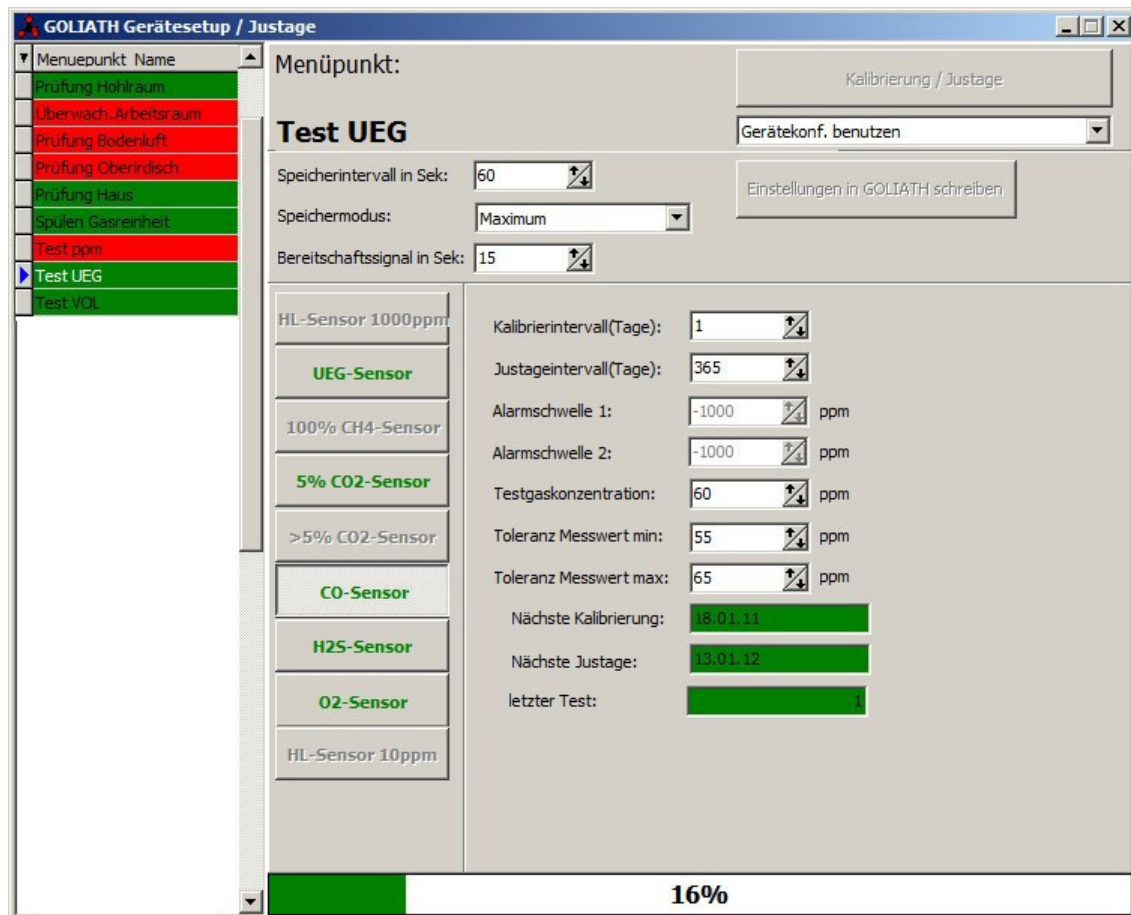 GOLIATH Gerätesetup / Justage
Menuepunkt Name
Prüfung Hohlraum
Überwach.Arbeitsraum
Prüfung Bodenluft
Prüfung Oberirdisch
Prüfung Haus
Spülen Gasreinheit
Test ppm
Test UEG
Test VOL
Menüpunkt:
Test UEG
Kalibrierung / Justage
Gerätekonf. benutzen
Einstellungen in GOLIATH schreiben
Speicherintervall in Sek: 60
Speichermodus: Maximum
Bereitschaftssignal in Sek: 15
HL-Sensor 1000ppm
UEG-Sensor
100% CH4-Sensor
5% CO2-Sensor
>5% CO2-Sensor
CO-Sensor
H2S-Sensor
O2-Sensor
HL-Sensor 10ppm
Kalibrierintervall(Tage): 1
Justageintervall(Tage): 365
Alarmschwelle 1: -1000 ppm
Alarmschwelle 2: -1000 ppm
Testgaskonzentration: 60 ppm
Toleranz Messwert min: 55 ppm
Toleranz Messwert max: 65 ppm
Nächste Kalibrierung: 18.01.11
Nächste Justage: 13.01.12
letzter Test: 1
16%